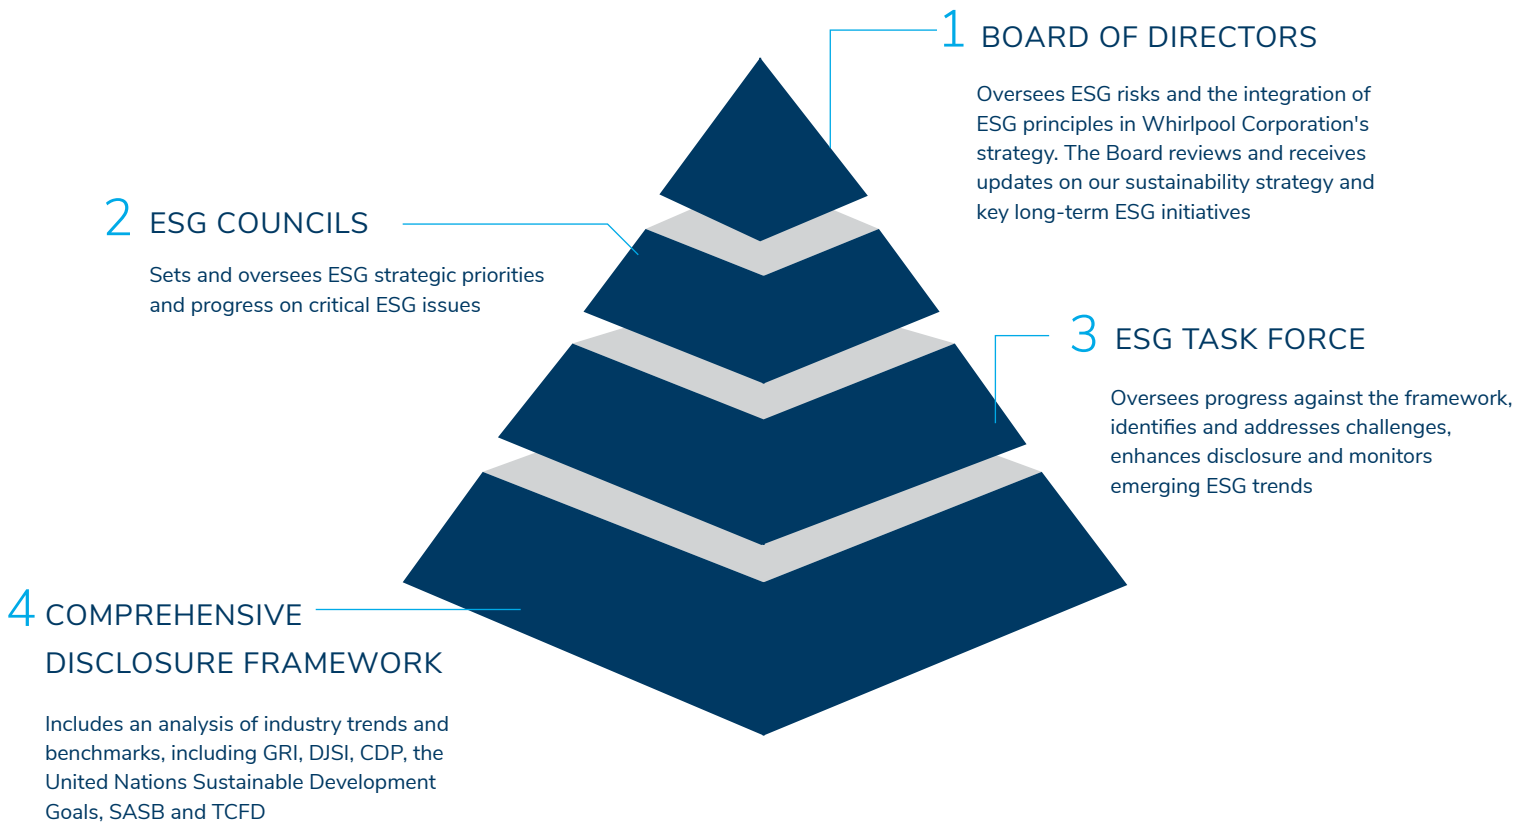 1 BOARD OF DIRECTORS
Oversees ESG risks and the integration of
ESG principles in Whirlpool Corporation's
strategy. The Board reviews and receives
updates on our sustainability strategy and
key long-term ESG initiatives
2 ESG COUNCILS
Sets and oversees ESG strategic priorities
and progress on critical ESG issues
3 ESG TASK FORCE
Oversees progress against the framework,
identifies and addresses challenges,
enhances disclosure and monitors
emerging ESG trends
4 COMPREHENSIVE
DISCLOSURE FRAMEWORK
Includes an analysis of industry trends and
benchmarks, including GRI, DJSI, CDP, the
United Nations Sustainable Development
Goals, SASB and TCFD